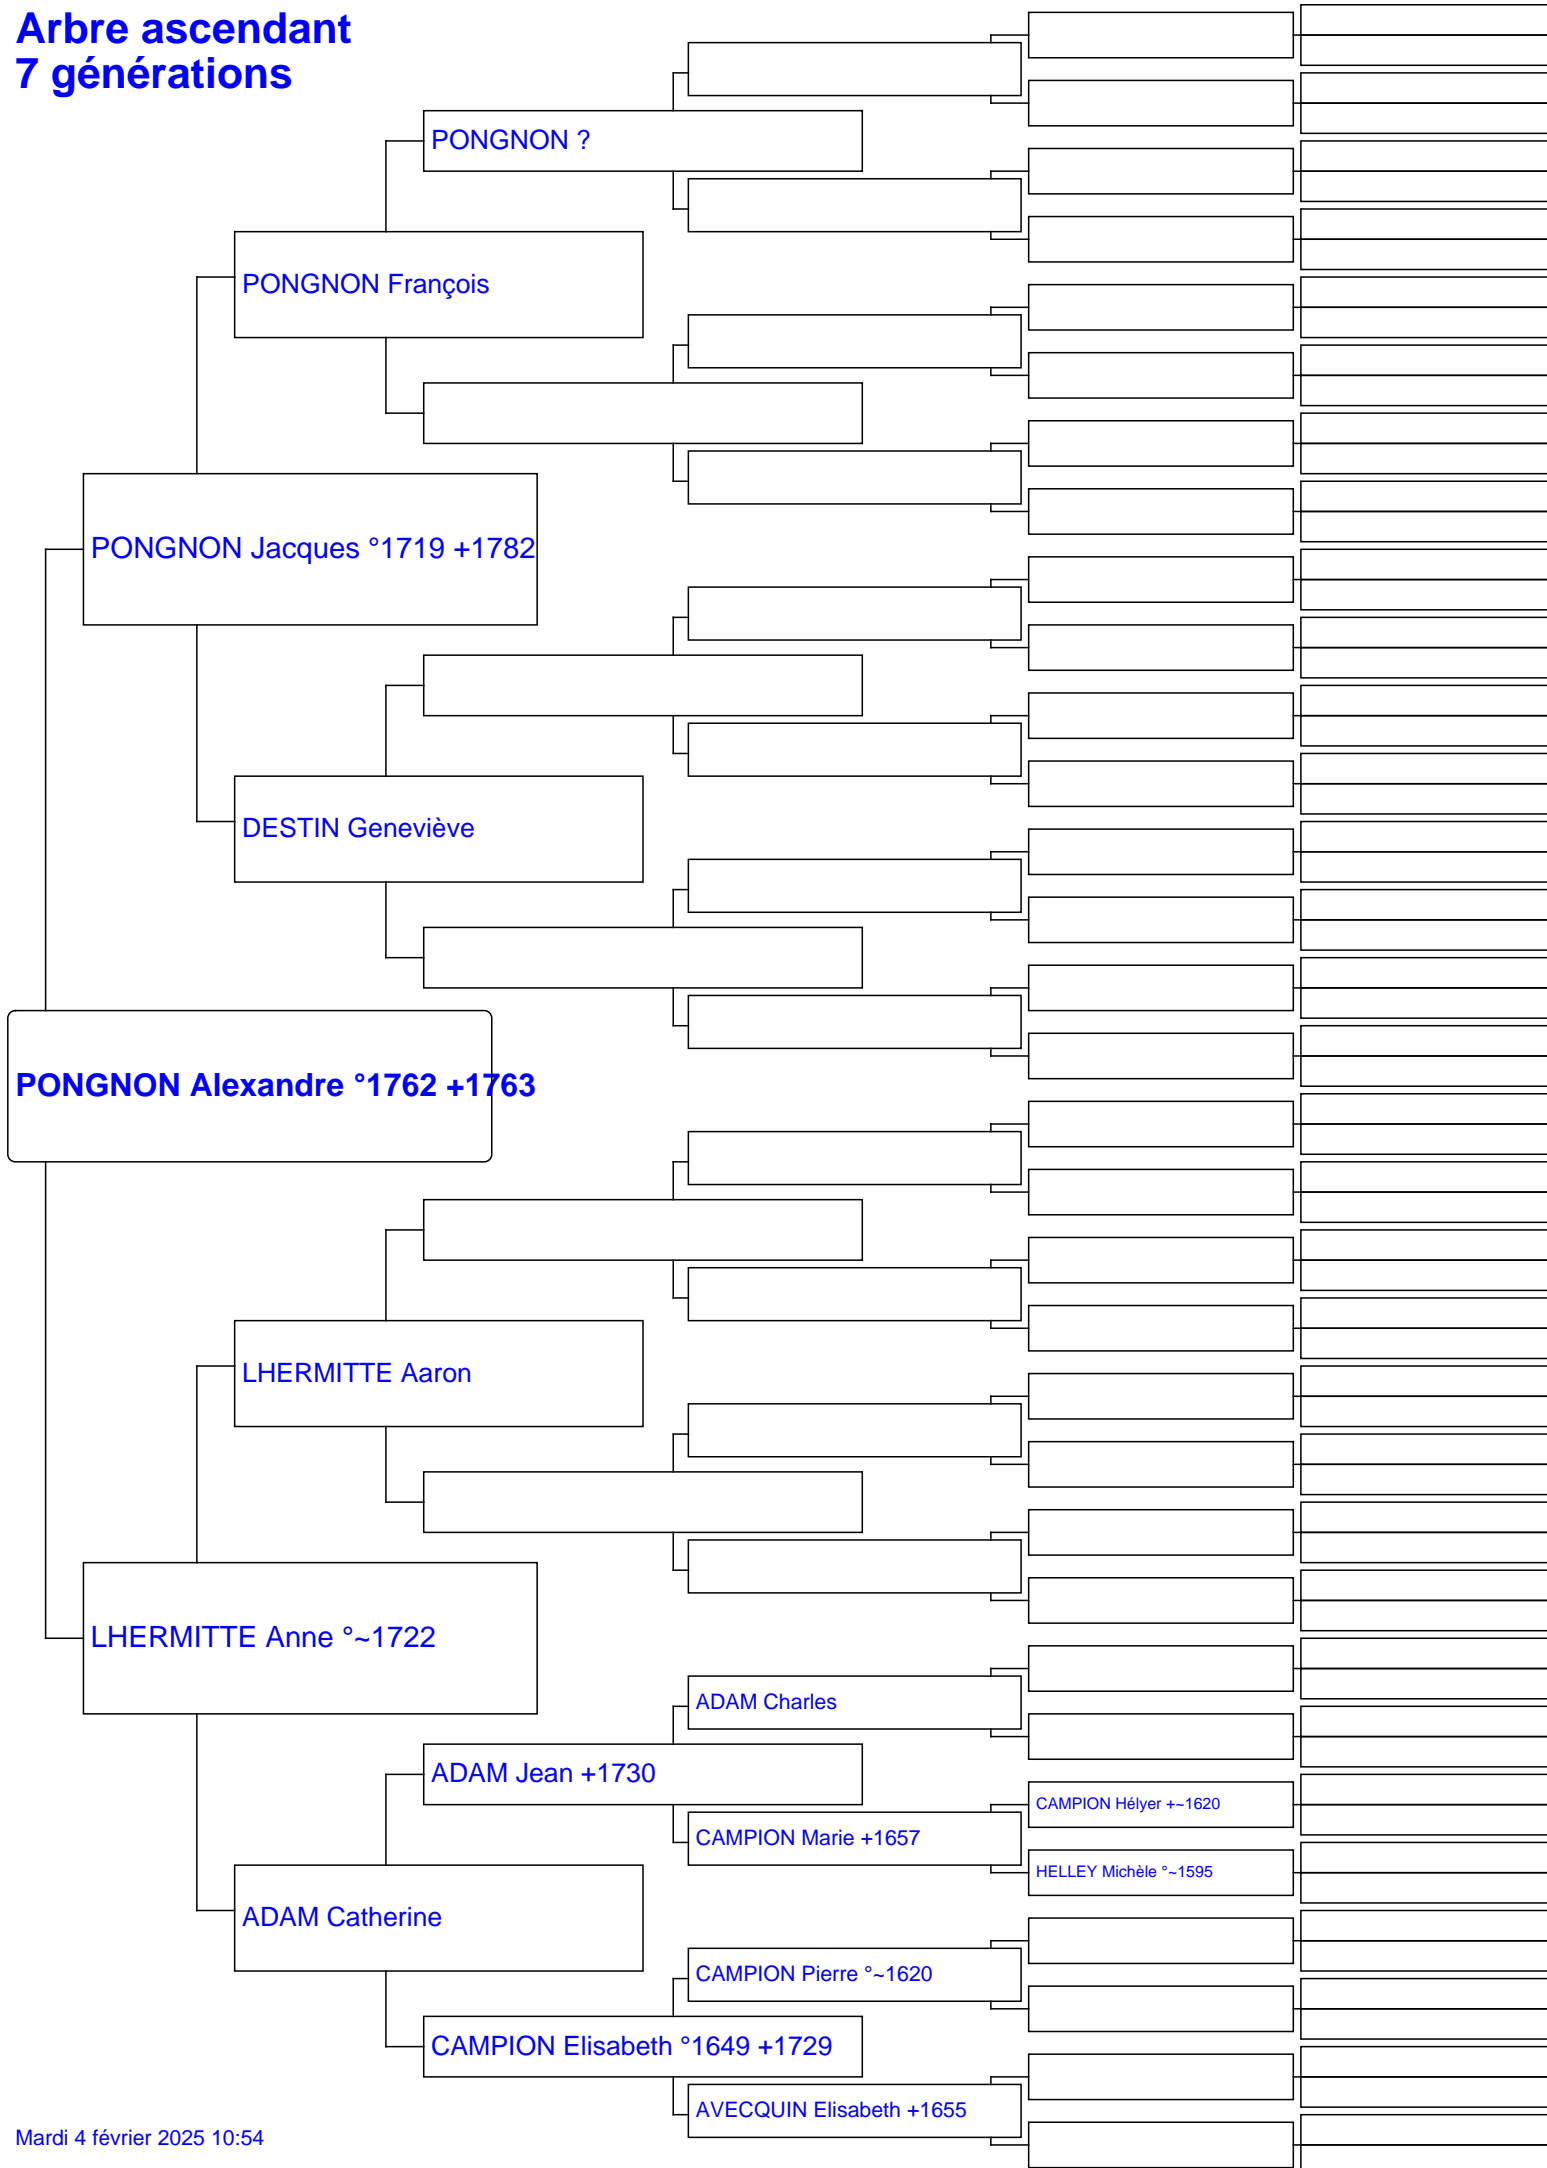 Arbre ascendant
7 générations
PONGNON ?
PONGNON François
PONGNON Jacques °1719 +1782
DESTIN Geneviève
PONGNON Alexandre °1762 +1763
LHERMITTE Aaron
LHERMITTE Anne °~1722
ADAM Charles
ADAM Jean +1730
CAMPION Hélyer +~1620
CAMPION Marie +1657
HELLEY Michèle °~1595
ADAM Catherine
CAMPION Pierre °~1620
CAMPION Elisabeth °1649 +1729
AVECQUIN Elisabeth +1655
Mardi 4 février 2025 10:54